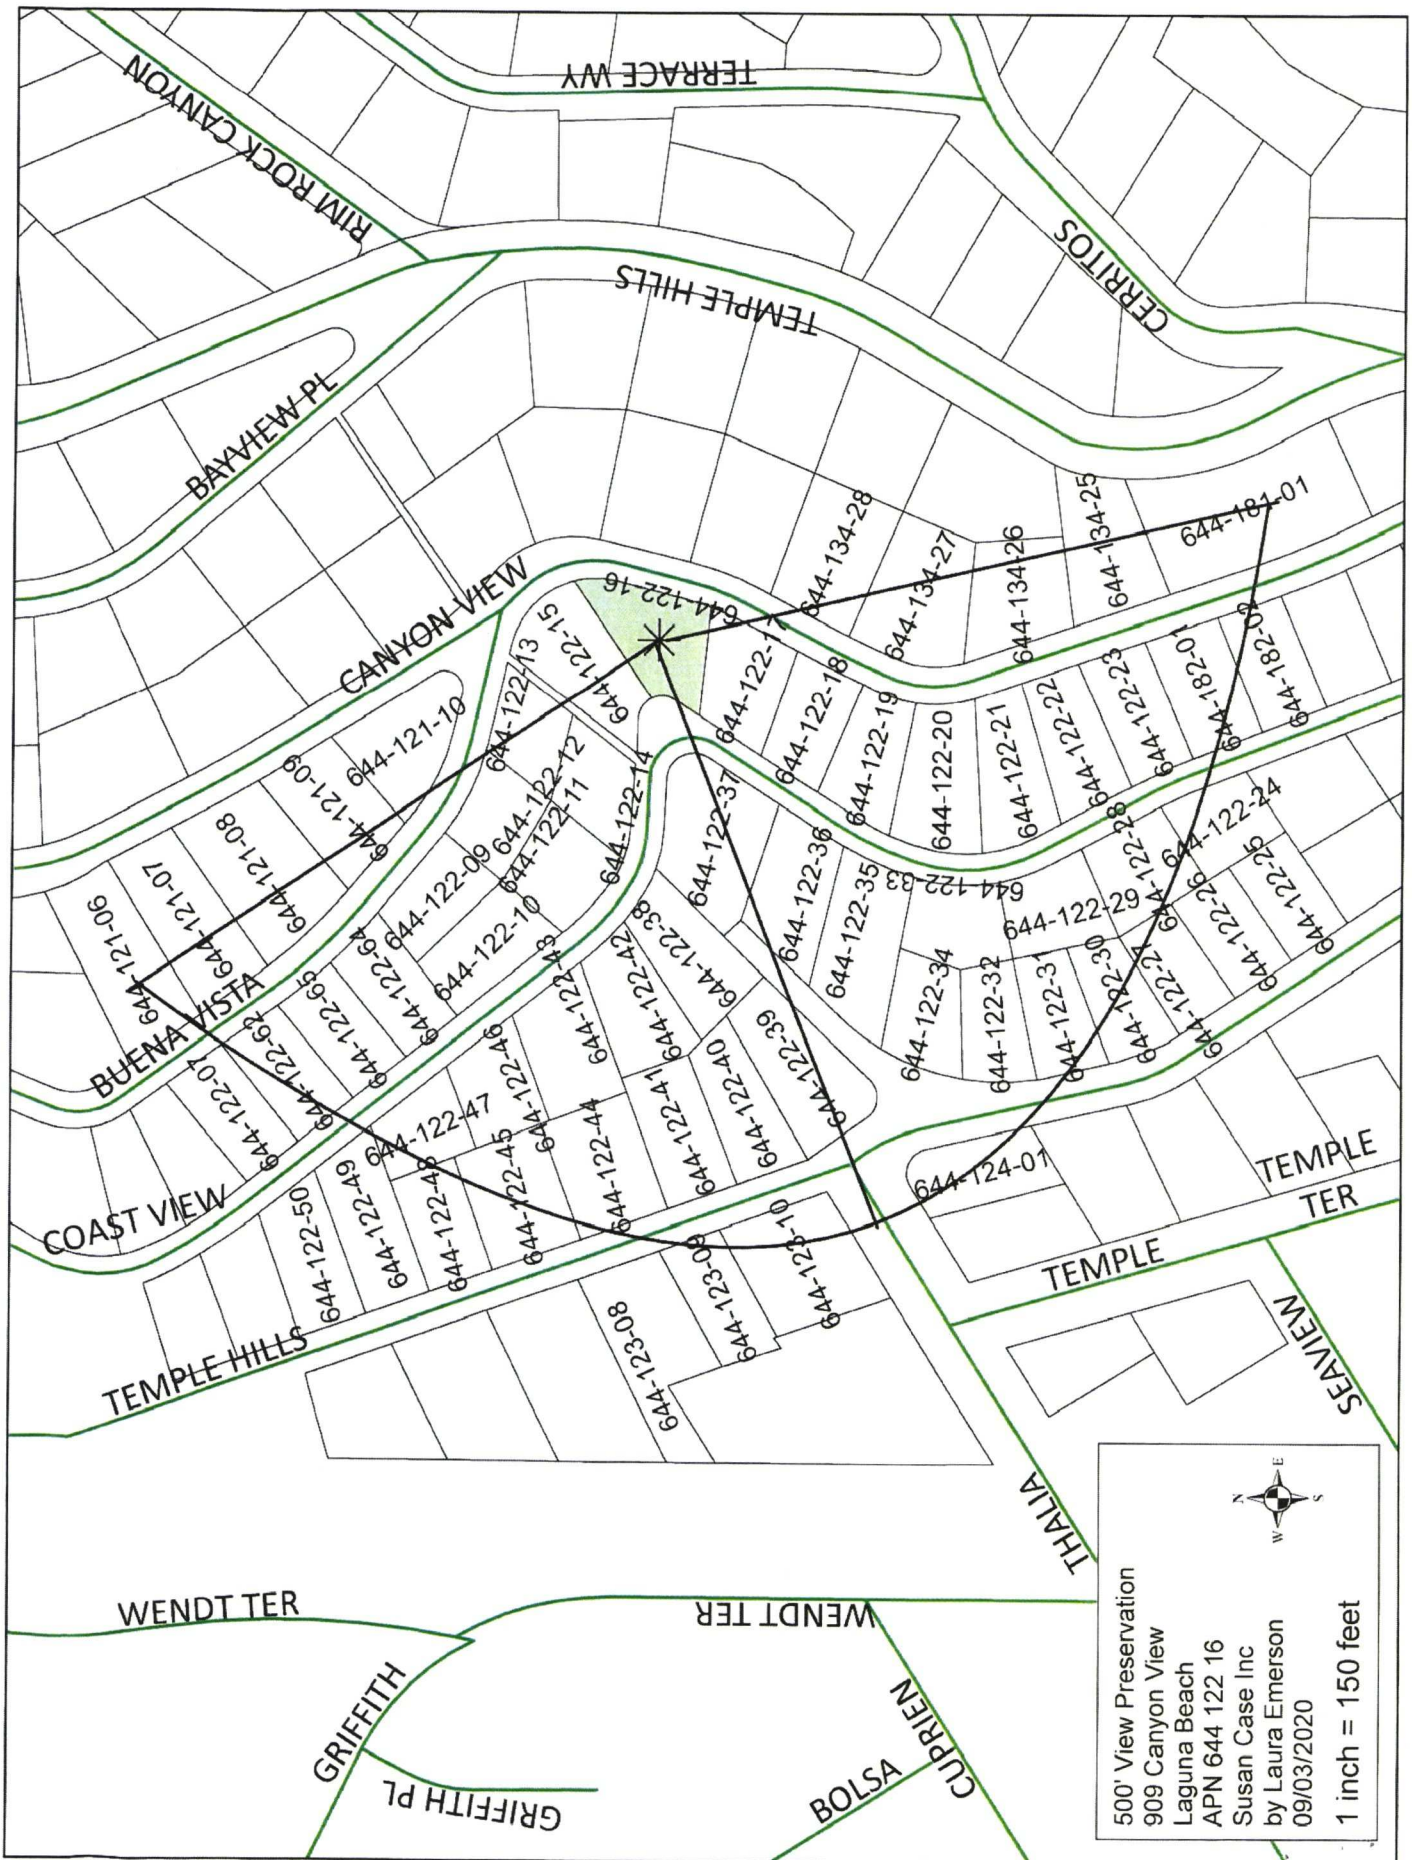 RIM ROCK CANYON
TERRACE WY
CERRITOS
TEMPLE HILLS
BAYVIEW PL
CANYON VIEW
BUENA VISTA
COAST VIEW
TEMPLE HILLS
644-122-16
644-122-15
644-122-13
644-134-28
644-134-27
644-134-26
644-134-25
644-181-01
644-122-17
644-122-18
644-122-19
644-122-20
644-122-21
644-122-22
644-122-23
644-182-01
644-182-02
644-121-10
644-121-09
644-121-08
644-121-07
644-121-06
644-122-12
644-122-11
644-122-14
644-122-09
644-122-10
644-122-64
644-122-65
644-122-62
644-122-07
644-122-37
644-122-36
644-122-35
644-122-33
644-122-34
644-122-32
644-122-31
644-122-30
644-122-29
644-122-28
644-122-24
644-122-25
644-122-26
644-122-27
644-122-38
644-122-42
644-122-43
644-122-46
644-122-47
644-122-39
644-122-40
644-122-41
644-122-44
644-122-45
644-122-48
644-122-49
644-122-50
644-123-08
644-123-09
644-123-10
644-124-01
TEMPLE
TER
TEMPLE
SEAVIEW
THALIA
WENDT TER
WENDT TER
GRIFFITH
GRIFFITH PL
BOLSA
CUPRIEN
500' View Preservation
909 Canyon View
Laguna Beach
APN 644 122 16
Susan Case Inc
by Laura Emerson
09/03/2020
1 inch = 150 feet
N
W
E
S